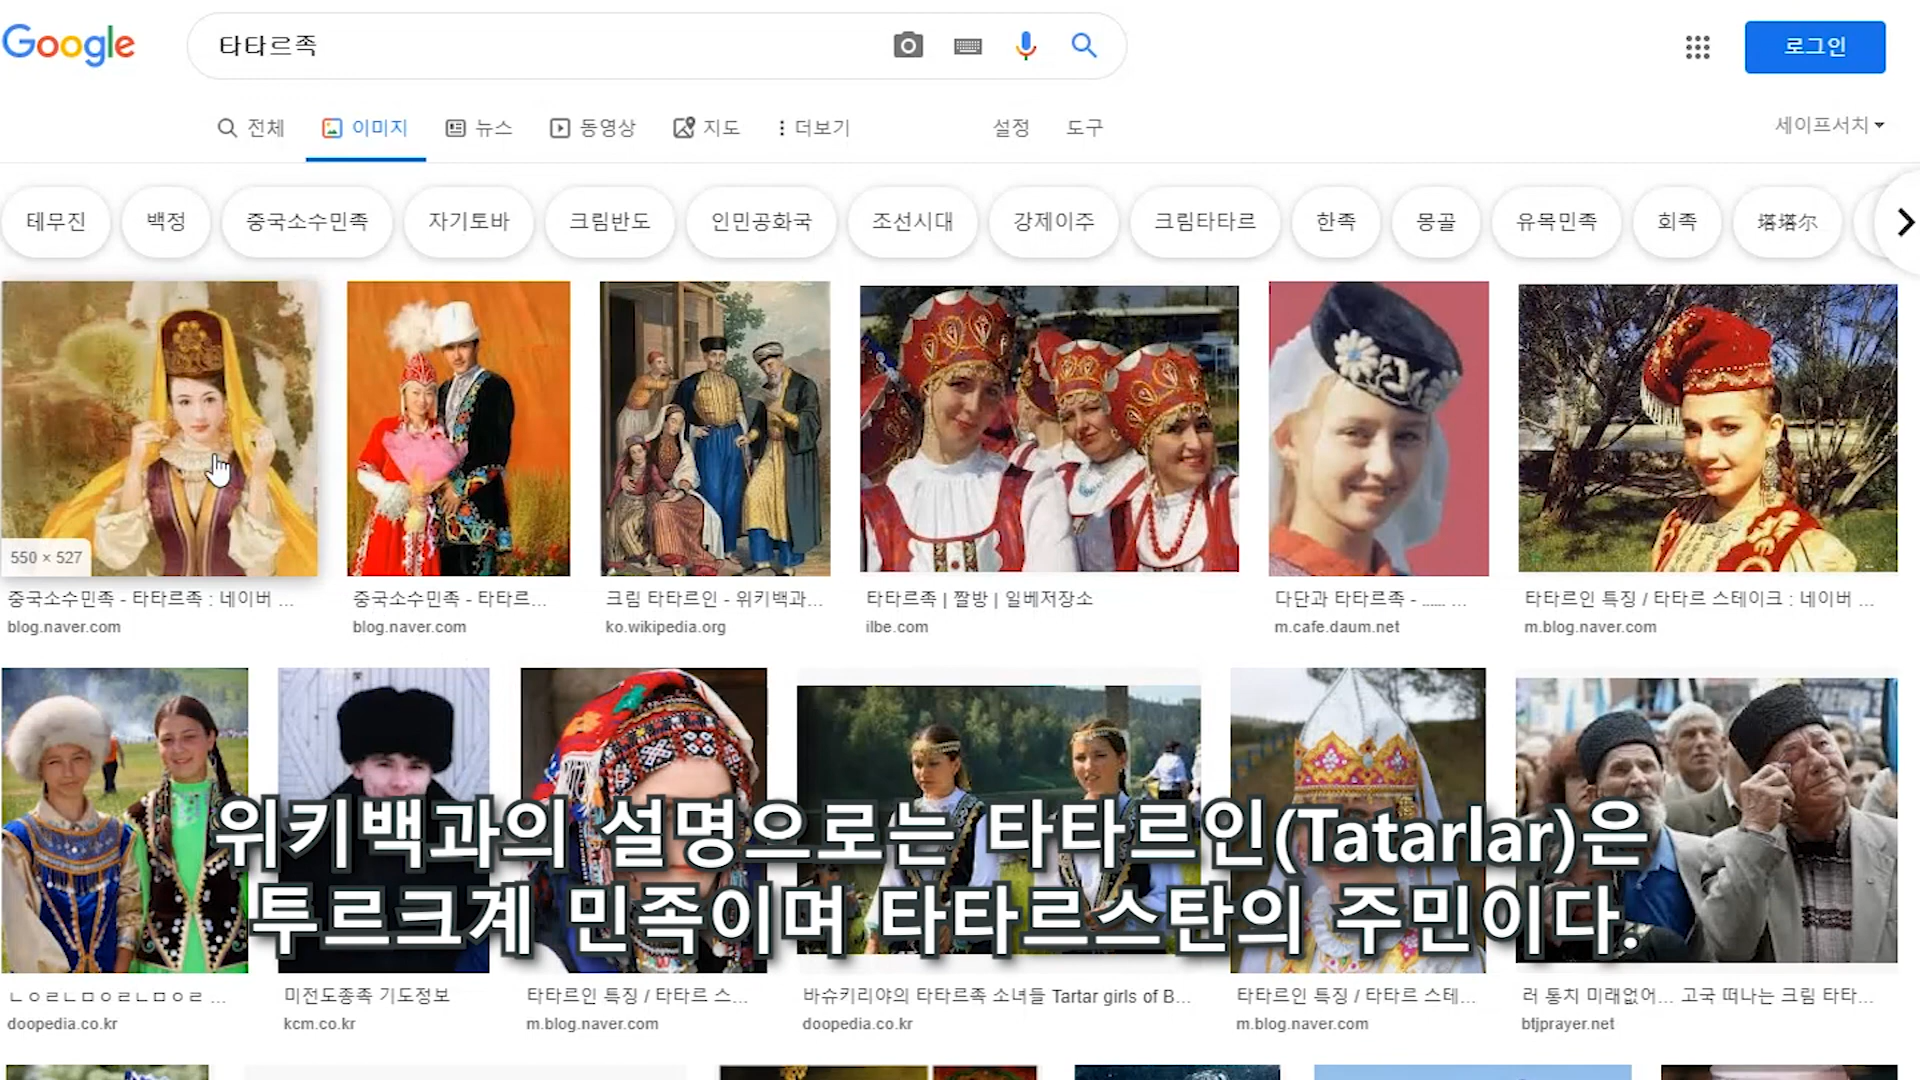 Google
타타르족
로그인
전체
이미지
뉴스
동영상
지도
더보기
설정
도구
세이프서치
테무진
백정
중국소수민족
자기토바
크림반도
인민공화국
조선시대
강제이주
크림타타르
한족
몽골
유목민족
회족
塔塔尔
550 × 527
중국소수민족 - 타타르족 : 네이버 ...
blog.naver.com
중국소수민족 - 타타르...
blog.naver.com
크림 타타르인 - 위키백과...
ko.wikipedia.org
타타르족 | 짤방 | 일베저장소
ilbe.com
다단과 타타르족 - ...... ...
m.cafe.daum.net
타타르인 특징 / 타타르 스테이크 : 네이버 ...
m.blog.naver.com
위키백과의 설명으로는 타타르인(Tatarlar)은
투르크계 민족이며 타타르스탄의 주민이다.
ㄴㅇㄹㄴㅁㅇㄹㄴㅁㅇㄹ ...
doopedia.co.kr
미전도종족 기도정보
kcm.co.kr
타타르인 특징 / 타타르 스...
m.blog.naver.com
바슈키리야의 타타르족 소녀들 Tartar girls of B...
doopedia.co.kr
타타르인 특징 / 타타르 스테...
m.blog.naver.com
러 통치 미래없어... 고국 떠나는 크림 타타...
btjprayer.net